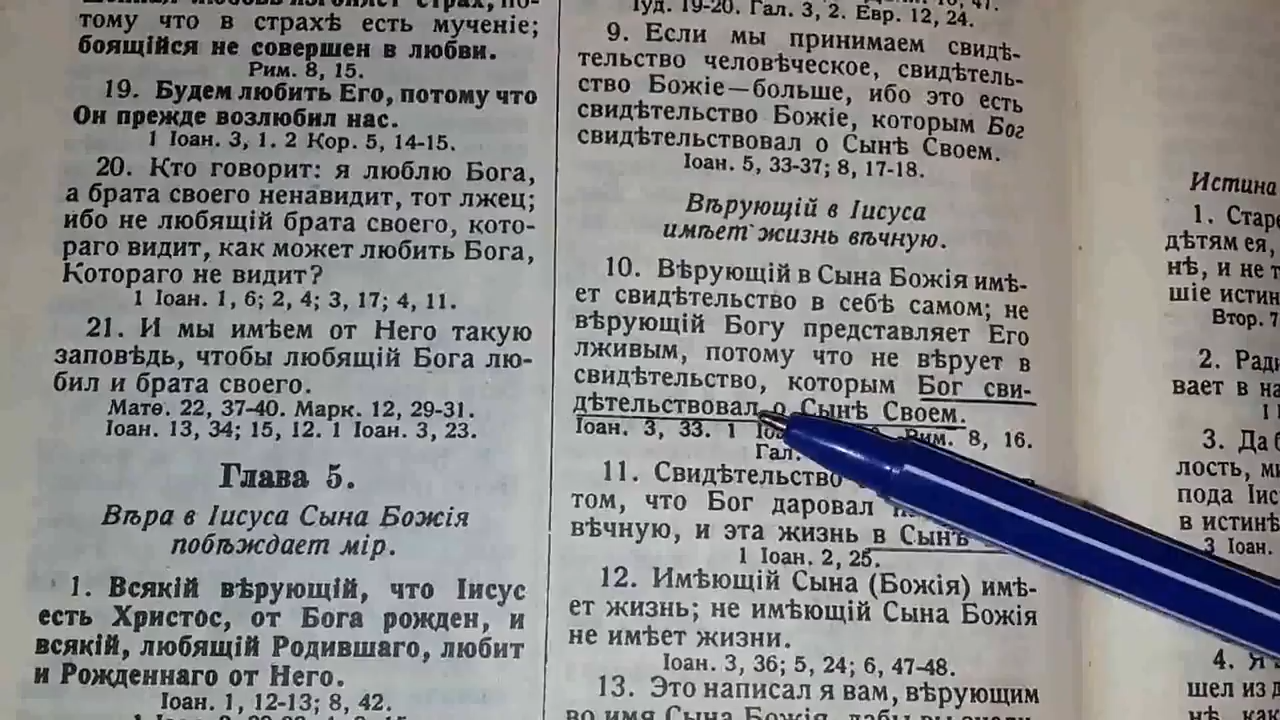 тому что в страхѣ есть мученіе;
боящійся не совершен в любви.
Рим. 8, 15.
19. Будем любить Его, потому что
Он прежде возлюбил нас.
1 Іоан. 3, 1. 2 Кор. 5, 14-15.
20. Кто говорит: я люблю Бога,
а брата своего ненавидит, тот лжец;
ибо не любящій брата своего, кото-
раго видит, как может любить Бога,
Котораго не видит?
1 Іоан. 1, 6; 2, 4; 3, 17; 4, 11.
21. И мы имѣем от Него такую
заповѣдь, чтобы любящій Бога лю-
бил и брата своего.
Матѳ. 22, 37-40. Марк. 12, 29-31.
Іоан. 13, 34; 15, 12. 1 Іоан. 3, 23.
Глава 5.
Вѣра в Іисуса Сына Божія
побѣждает мір.
1. Всякій вѣрующій, что Іисус
есть Христос, от Бога рожден, и
всякій, любящій Родившаго, любит
и Рожденнаго от Него.
Іоан. 1, 12-13; 8, 42.
Іуд. 19-20. Гал. 3, 2. Евр. 12, 24.
9. Если мы принимаем свидѣ-
тельство человѣческое, свидѣтель-
ство Божіе—больше, ибо это есть
свидѣтельство Божіе, которым Бог
свидѣтельствовал о Сынѣ Своем.
Іоан. 5, 33-37; 8, 17-18.
Вѣрующій в Іисуса
имѣет жизнь вѣчную.
10. Вѣрующій в Сына Божія имѣ-
ет свидѣтельство в себѣ самом; не
вѣрующій Богу представляет Его
лживым, потому что не вѣрует в
свидѣтельство, которым Бог сви-
дѣтельствовал о Сынѣ Своем.
Іоан. 3, 33. 1 Рим. 8, 16.
Гал.
11. Свидѣтельство
том, что Бог даровал
вѣчную, и эта жизнь в Сынѣ
1 Іоан. 2, 25.
12. Имѣющій Сына (Божія) имѣ-
ет жизнь; не имѣющій Сына Божія
не имѣет жизни.
Іоан. 3, 36; 5, 24; 6, 47-48.
13. Это написал я вам, вѣрующим
во имя Сына Божія, дабы вы
Истина
1. Стар
дѣтям ея,
нѣ, и не т
шіе истин
Втор. 7
2. Ради
вает в на
3. Да б
лость, ми
пода Іис
в истинѣ
3 Іоан.
4. Я
шел из д
нѣ, как